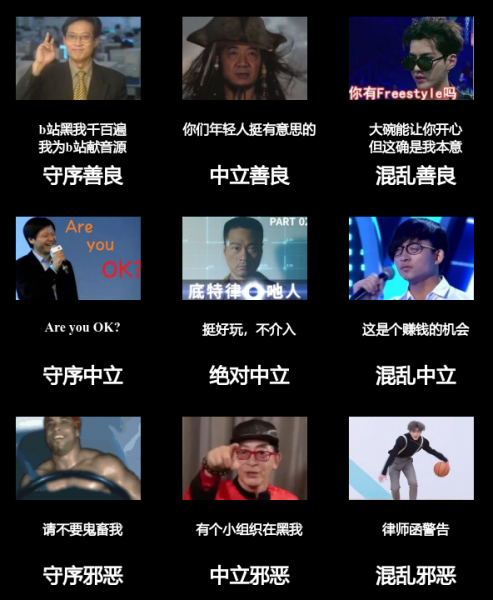 你有Freestyle吗
b站黑我千百遍
我为b站献音源
守序善良
你们年轻人挺有意思的
中立善良
大碗能让你开心
但这确是我本意
混乱善良
Are
you
OK?
Are you OK?
守序中立
PART 02
底特律 吔人
挺好玩，不介入
绝对中立
这是个赚钱的机会
混乱中立
请不要鬼畜我
守序邪恶
有个小组织在黑我
中立邪恶
律师函警告
混乱邪恶